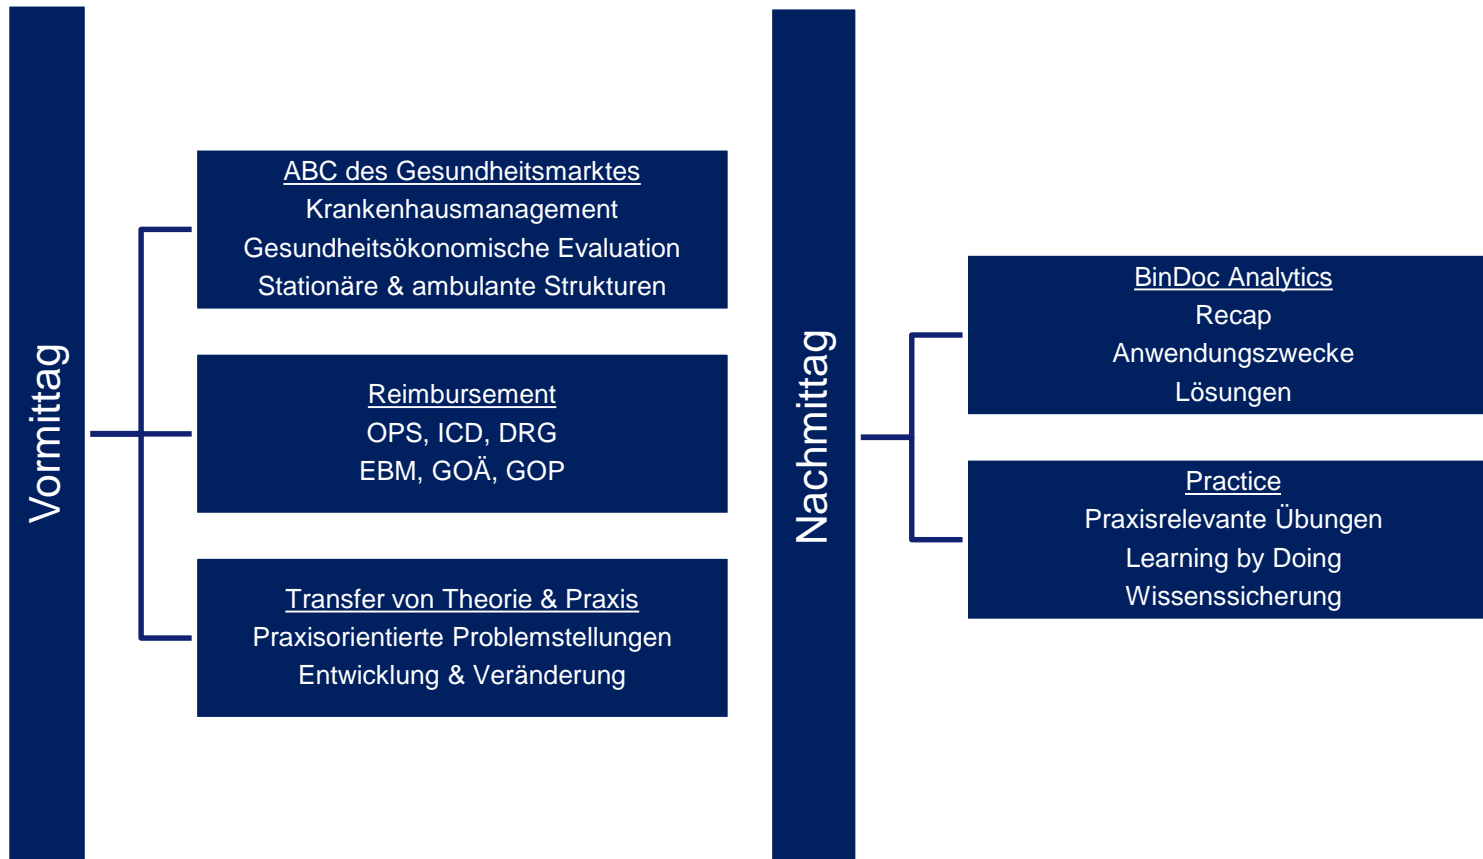 Vormittag
ABC des Gesundheitsmarktes
Krankenhausmanagement
Gesundheitsökonomische Evaluation
Stationäre & ambulante Strukturen
Reimbursement
OPS, ICD, DRG
EBM, GOÄ, GOP
Transfer von Theorie & Praxis
Praxisorientierte Problemstellungen
Entwicklung & Veränderung
Nachmittag
BinDoc Analytics
Recap
Anwendungszwecke
Lösungen
Practice
Praxisrelevante Übungen
Learning by Doing
Wissenssicherung